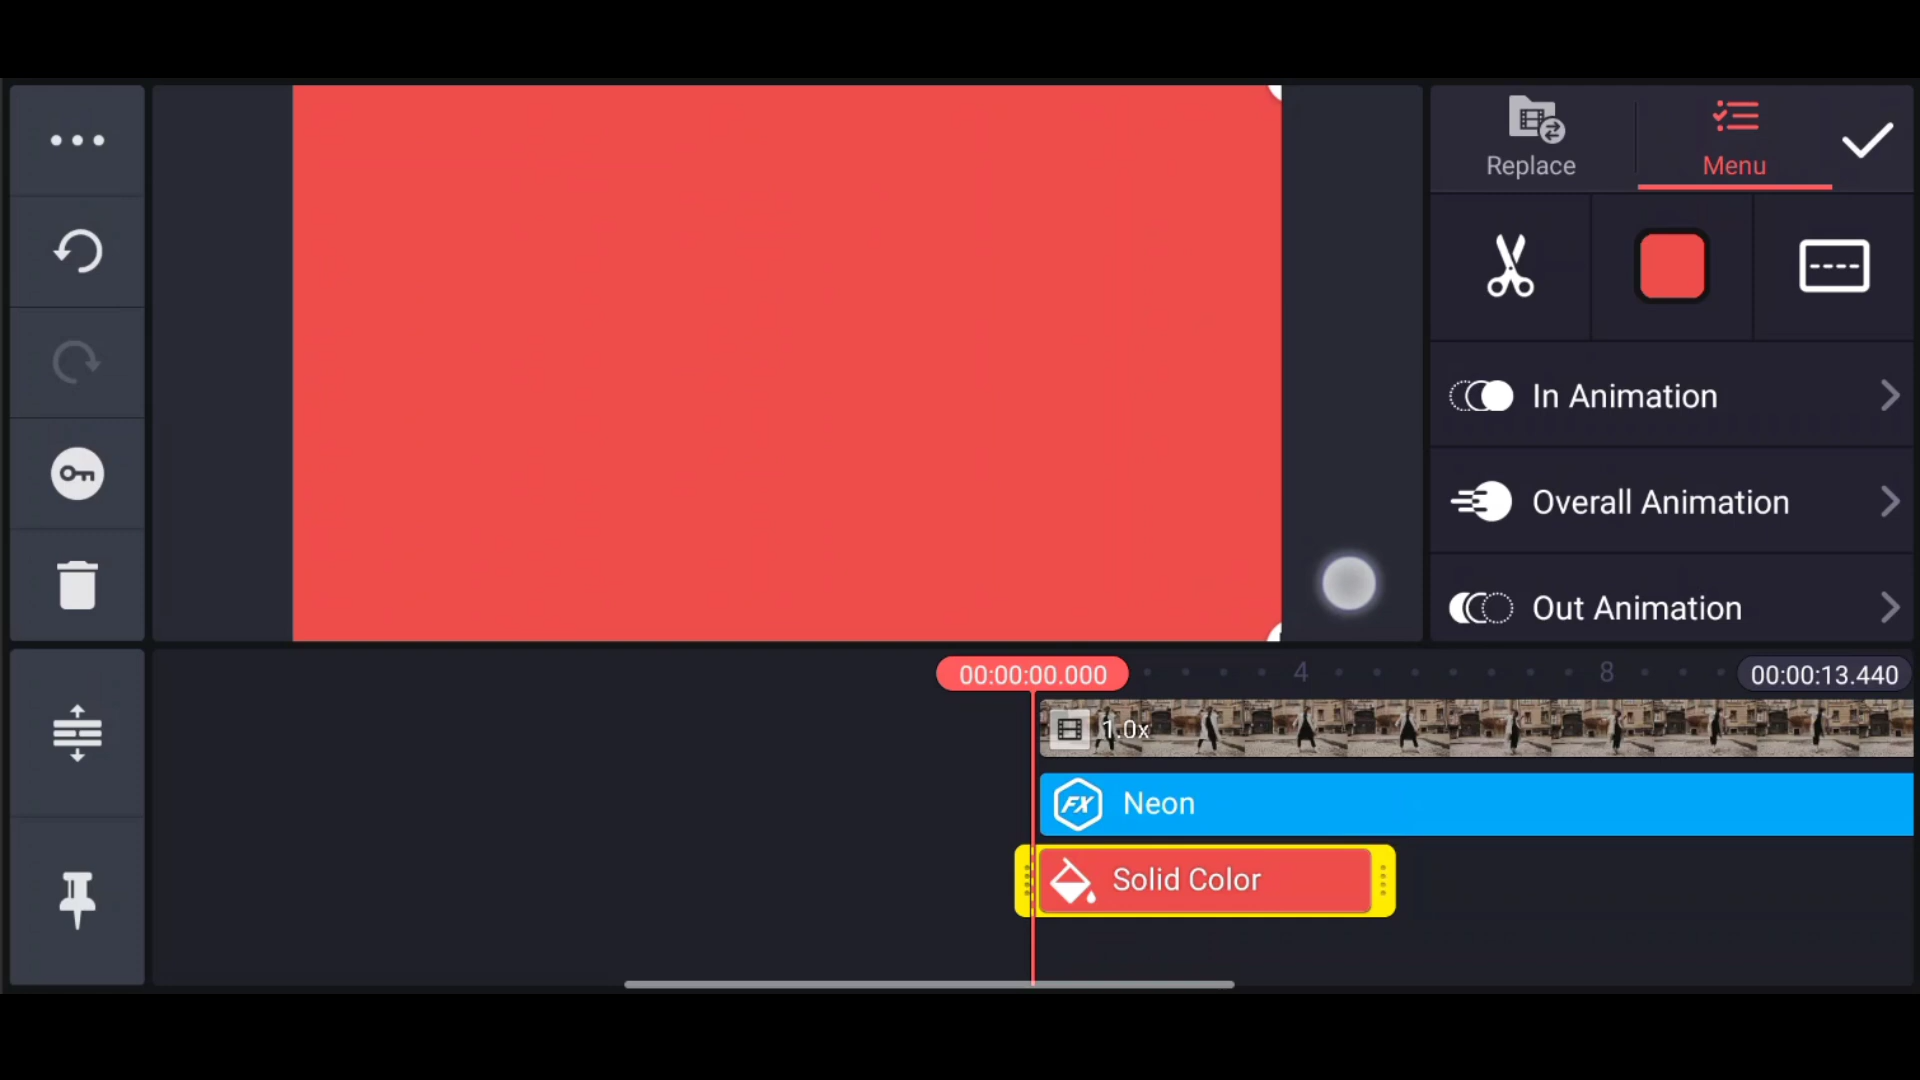 Replace
Menu
In Animation
Overall Animation
Out Animation
00:00:00.000
4
8
00:00:13.440
1.0x
FX Neon
Solid Color